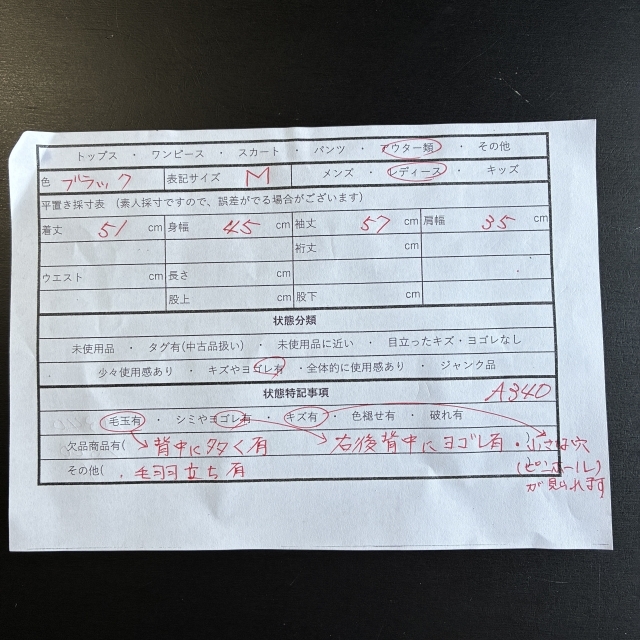 トップス ・ ワンピース ・ スカート ・ パンツ ・ アウター類 ・ その他
色 ブラック 表記サイズ M メンズ ・ レディース ・ キッズ
平置き採寸表 (素人採寸ですので、誤差がでる場合がございます)
着丈 51 cm 身幅 45 cm 袖丈 57 cm 肩幅 35 cm
裄丈 cm
ウエスト cm 長さ cm
股上 cm 股下 cm
状態分類
未使用品 ・ タグ有(中古品扱い) ・ 未使用品に近い ・ 目立ったキズ・ヨゴレなし
少々使用感あり ・ キズやヨゴレ有 ・全体的に使用感あり ・ ジャンク品
状態特記事項 A340
毛玉有 ・ シミやヨゴレ有 ・ キズ有 ・ 色褪せ有 ・ 破れ有
欠品商品有( 背中に多く有 右後背中にヨゴレ有・小さな穴
その他( 毛羽立ち有 (ピンホール)
が見られます